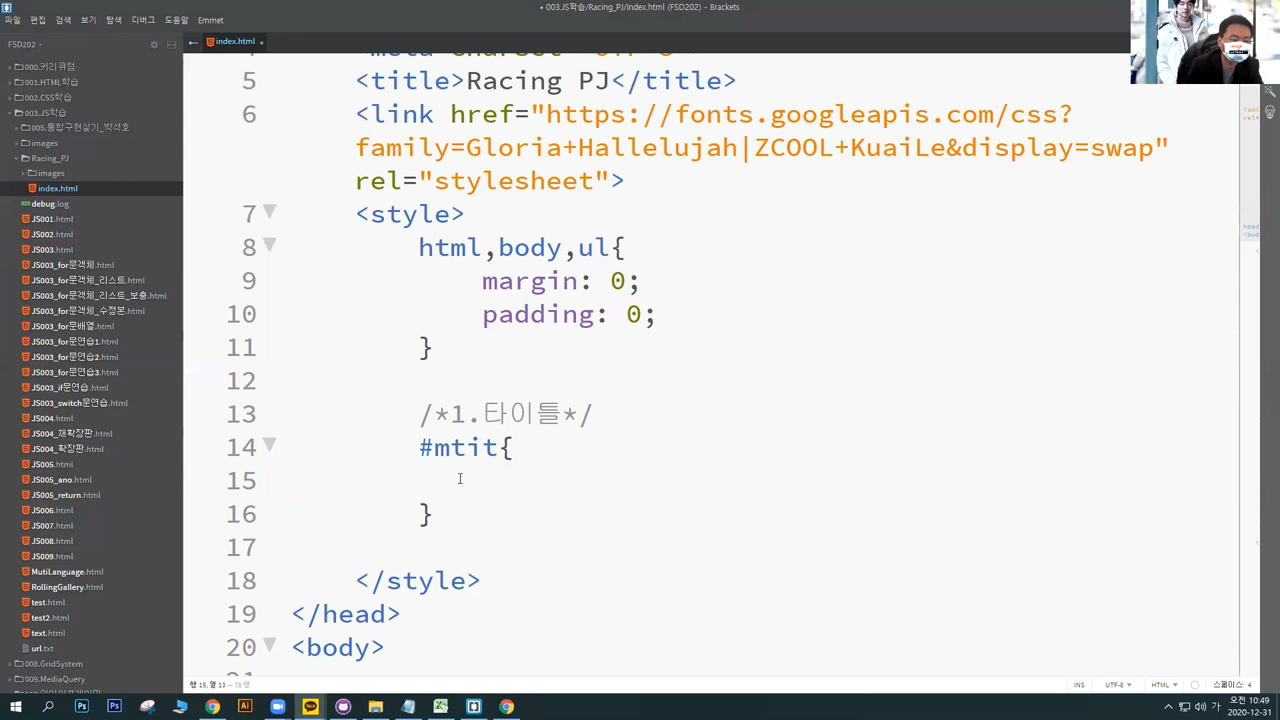 • 003.JS학습/Racing_PJ/index.html (FSD202) - Brackets
파일 편집 검색 보기 탐색 디버그 도움말 Emmet
FSD202
index.html •
000.커리큐럼
001.HTML학습
002.CSS학습
003.JS학습
005.통합구현실기_박석호
images
Racing_PJ
images
index.html
debug.log
JS001.html
JS002.html
JS003.html
JS003_for문객체.html
JS003_for문객체_리스트.html
JS003_for문객체_리스트_보충.html
JS003_for문객체_수정문.html
JS003_for문배열.html
JS003_for문연습1.html
JS003_for문연습2.html
JS003_for문연습3.html
JS003_if문연습.html
JS003_switch문연습.html
JS004.html
JS004_재확장판.html
JS004_확장판.html
JS005.html
JS005_ano.html
JS005_return.html
JS006.html
JS007.html
JS008.html
JS009.html
MutiLanguage.html
RollingGallery.html
test.html
test2.html
text.html
url.txt
008.GridSystem
009.MediaQuery
5 <title>Racing PJ</title>
6 <link href="https://fonts.googleapis.com/css?
family=Gloria+Hallelujah|ZCOOL+KuaiLe&display=swap"
rel="stylesheet">
7 <style>
8 html,body,ul{
9 margin: 0;
10 padding: 0;
11 }
12
13 /*1.타이틀*/
14 #mtit{
15
16 }
17
18 </style>
19 </head>
20 <body>
행 15, 열 13 — 76 행
INS UTF-8 HTML 스페이스: 4
가 오전 10:49
2020-12-31